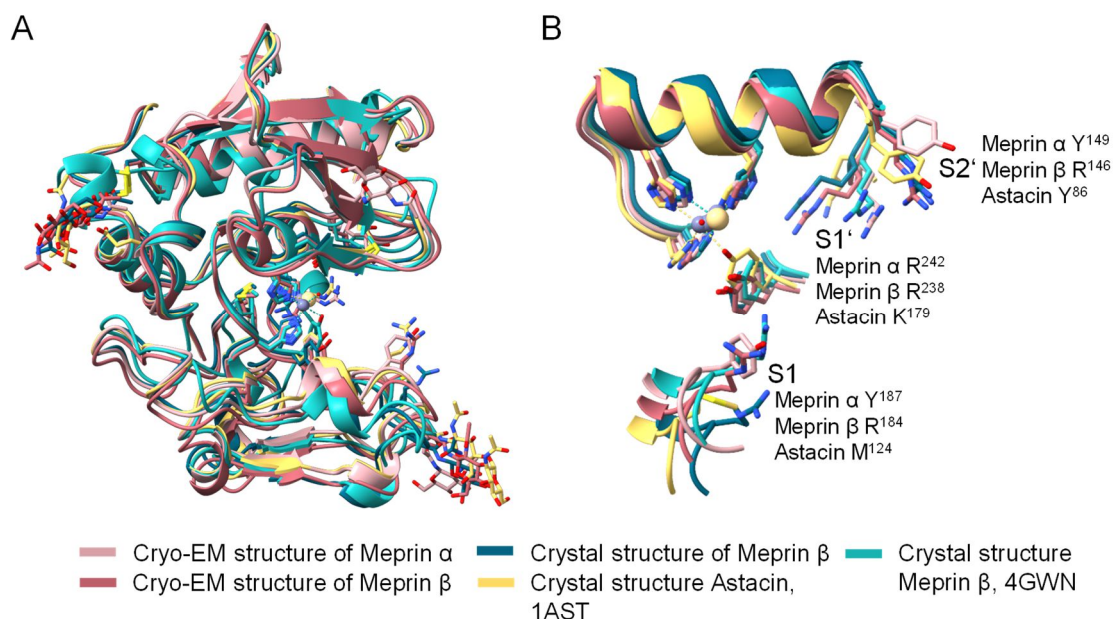 A
B
S2‘
Meprin α Y149
Meprin β R146
Astacin Y86
S1‘
Meprin α R242
Meprin β R238
Astacin K179
S1
Meprin α Y187
Meprin β R184
Astacin M124
Cryo-EM structure of Meprin α
Cryo-EM structure of Meprin β
Crystal structure of Meprin β
Crystal structure Astacin,
1AST
Crystal structure
Meprin β, 4GWN